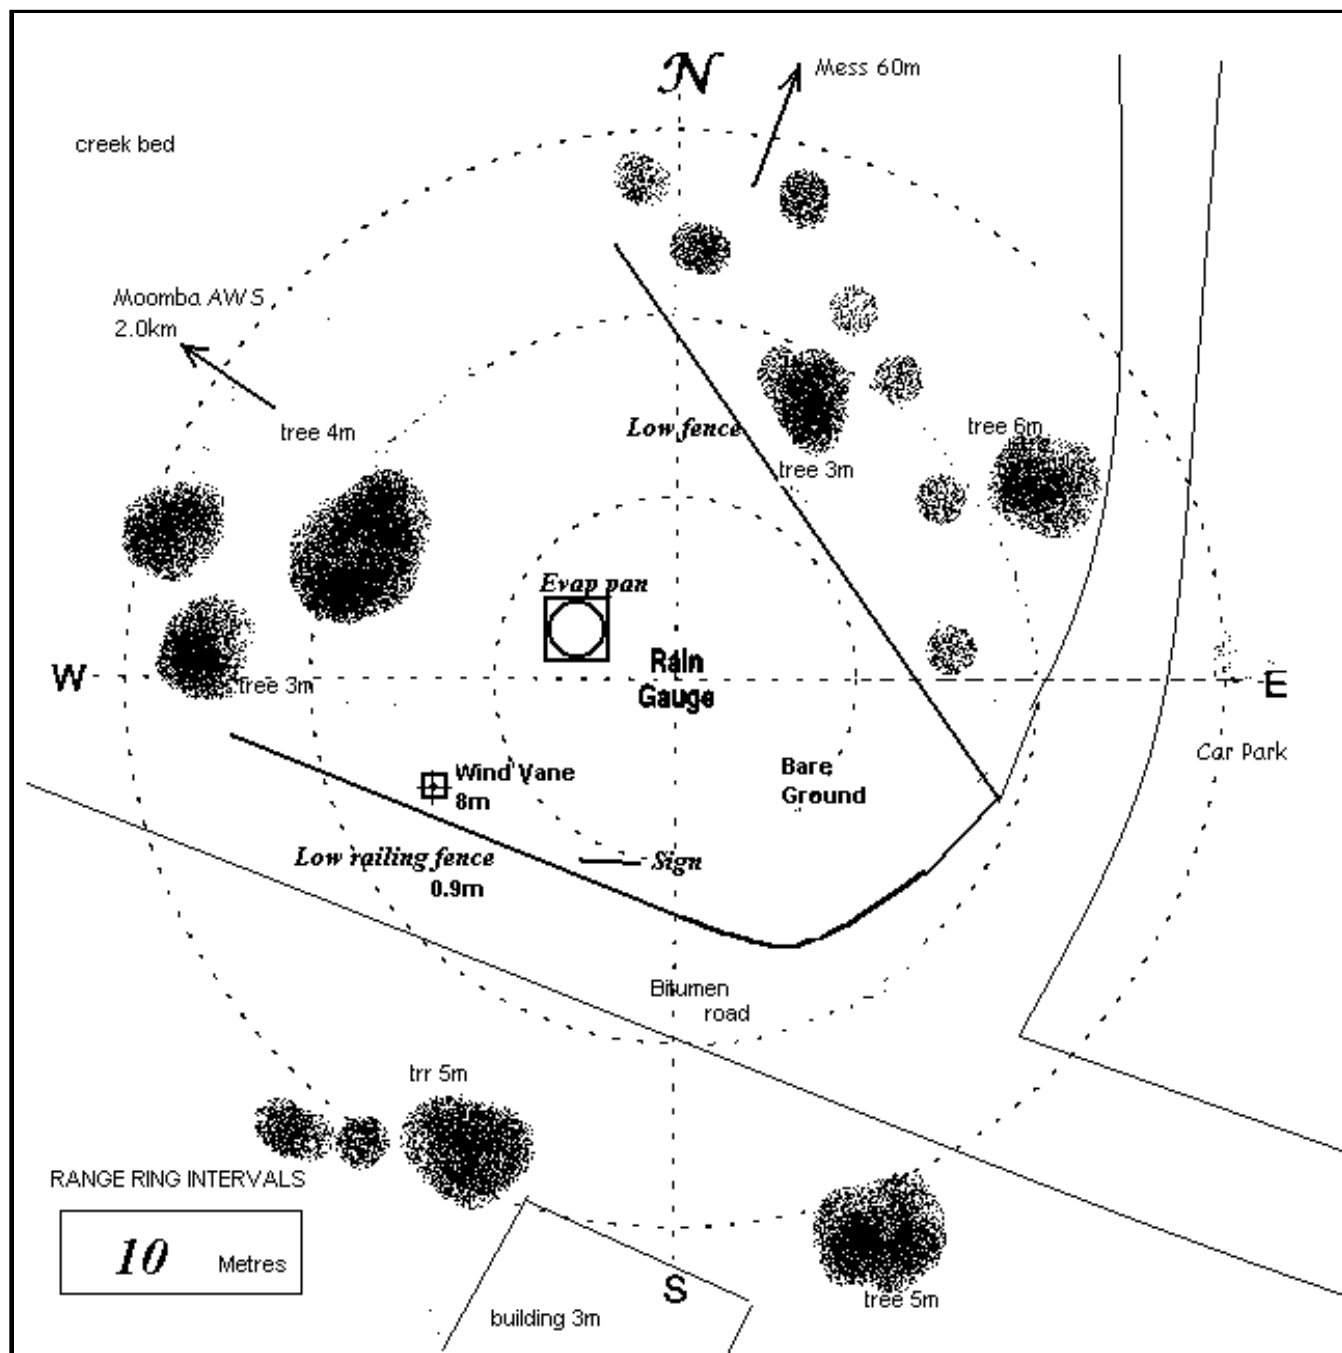 N
Mess 60m
creek bed
Moomba AWS
2.0km
tree 4m
Low fence
tree 6m
tree 3m
Evap pan
Rain
Gauge
W
tree 3m
E
Car Park
Wind Vane
8m
Bare
Ground
Low railing fence
0.9m
Sign
Bitumen
road
trr 5m
RANGE RING INTERVALS
10 Metres
S
tree 5m
building 3m